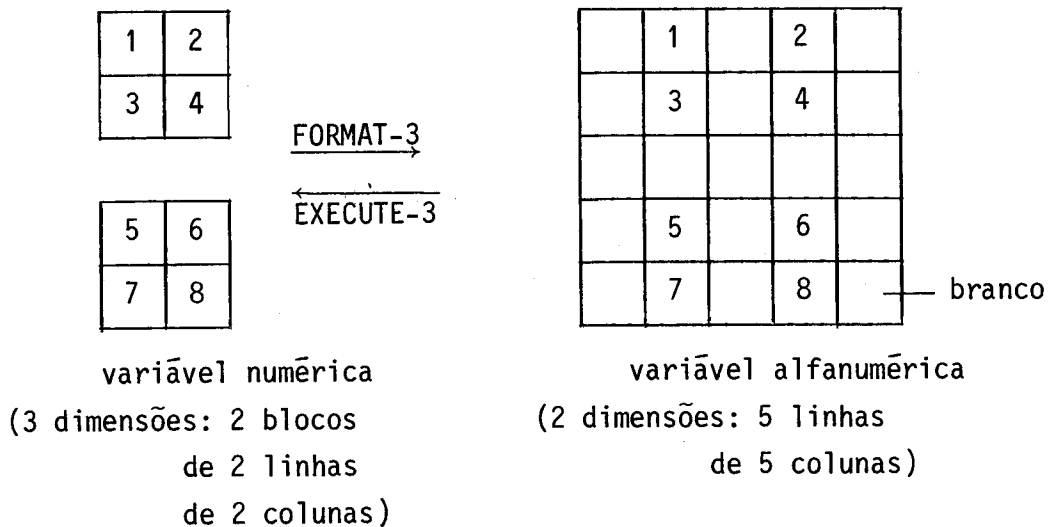 1 2
3 4
5 6
7 8
FORMAT-3
EXECUTE-3
1 2
3 4
5 6
7 8
branco
variável numérica
(3 dimensões: 2 blocos
de 2 linhas
de 2 colunas)
variável alfanumérica
(2 dimensões: 5 linhas
de 5 colunas)